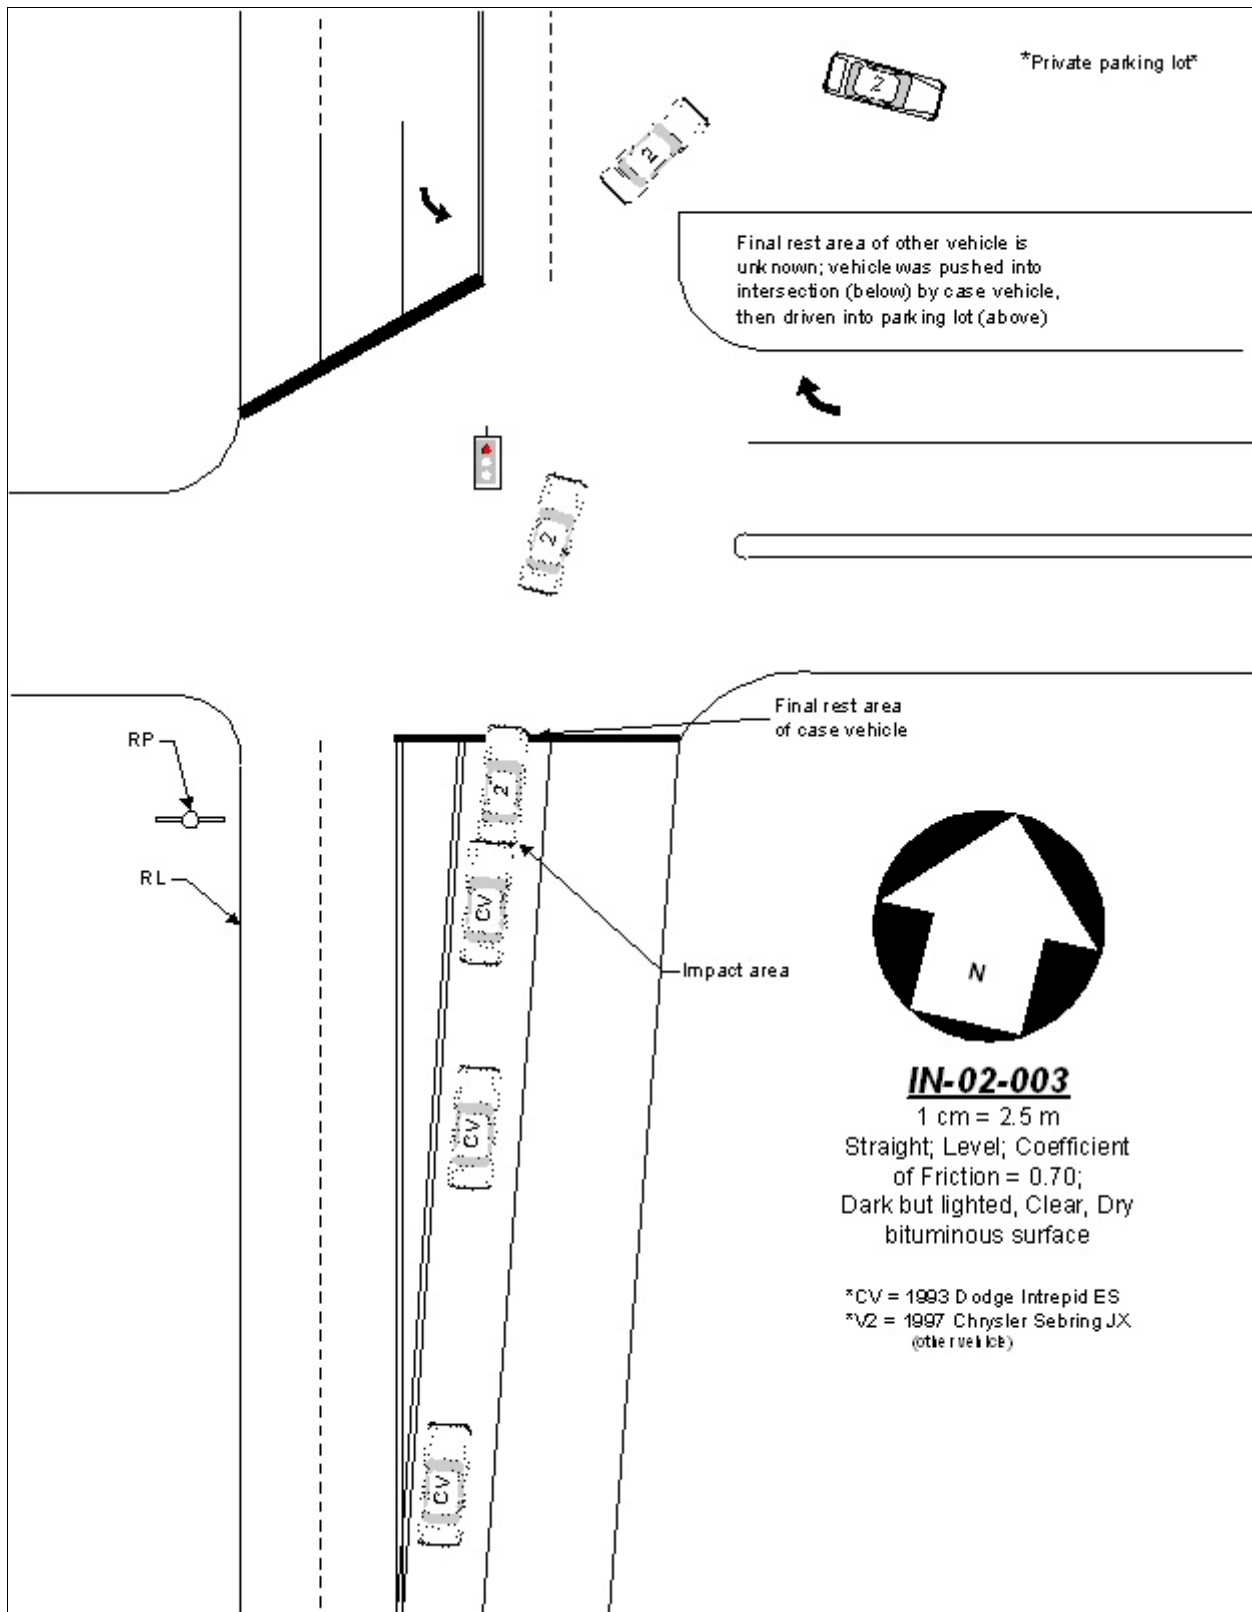 *Private parking lot*
2
2
Final rest area of other vehicle is
unknown; vehicle was pushed into
intersection (below) by case vehicle,
then driven into parking lot (above)
2
Final rest area
of case vehicle
RP
2
RL
CV
Impact area
N
CV
IN-02-003
1 cm = 2.5 m
Straight; Level; Coefficient
of Friction = 0.70;
Dark but lighted, Clear, Dry
bituminous surface
*CV = 1993 Dodge Intrepid ES
*V2 = 1997 Chrysler Sebring JX
(other vehicle)
CV